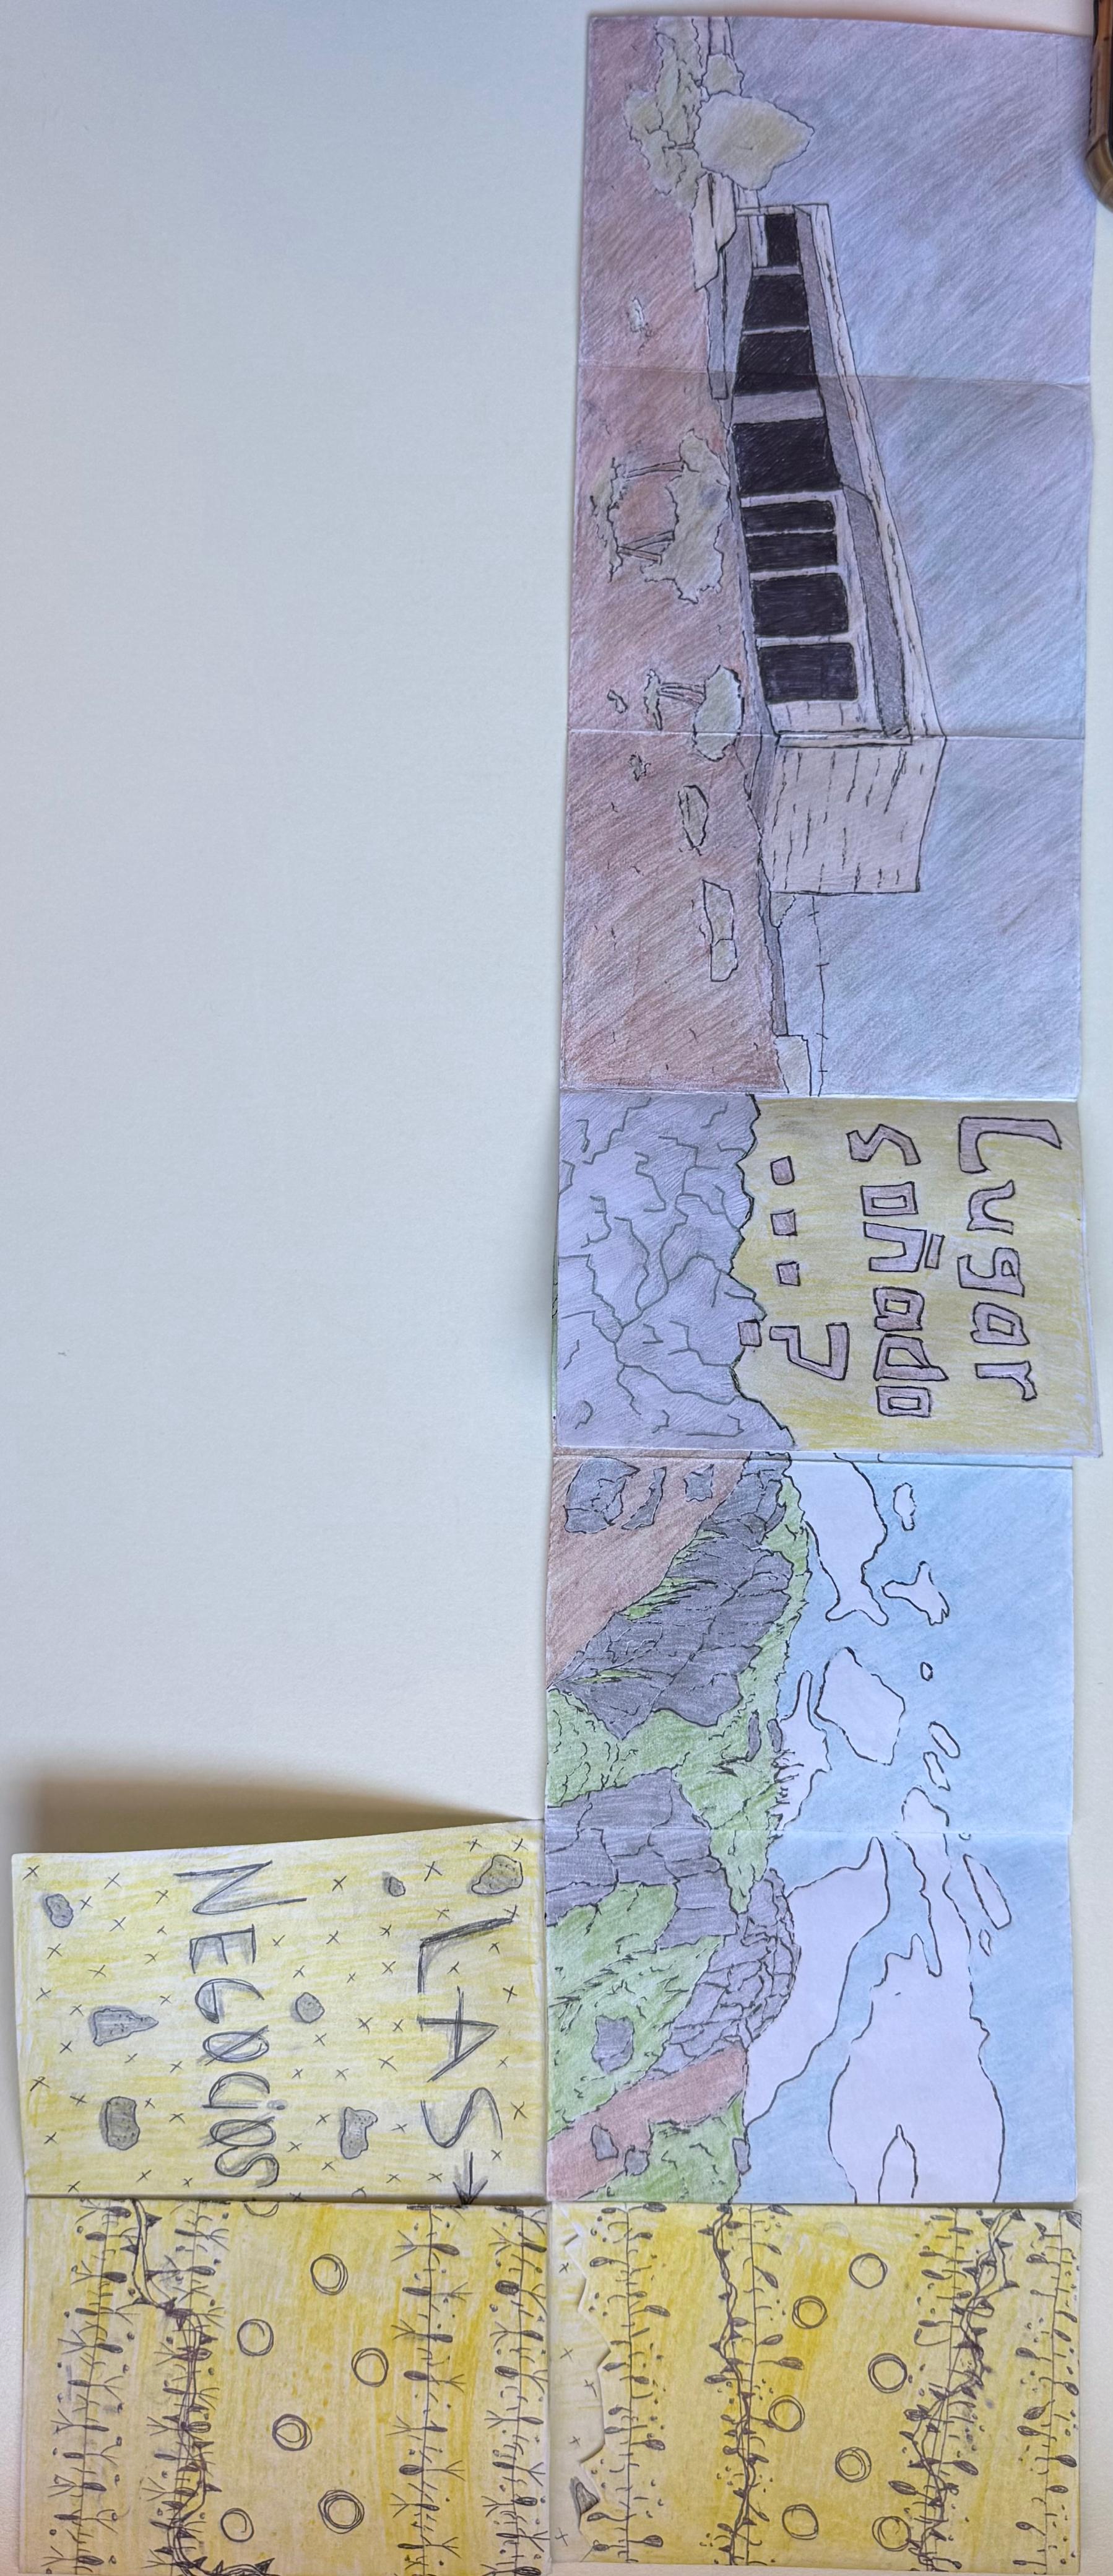 Lugar
soñado
...?
LAS →
NEGOCiOS